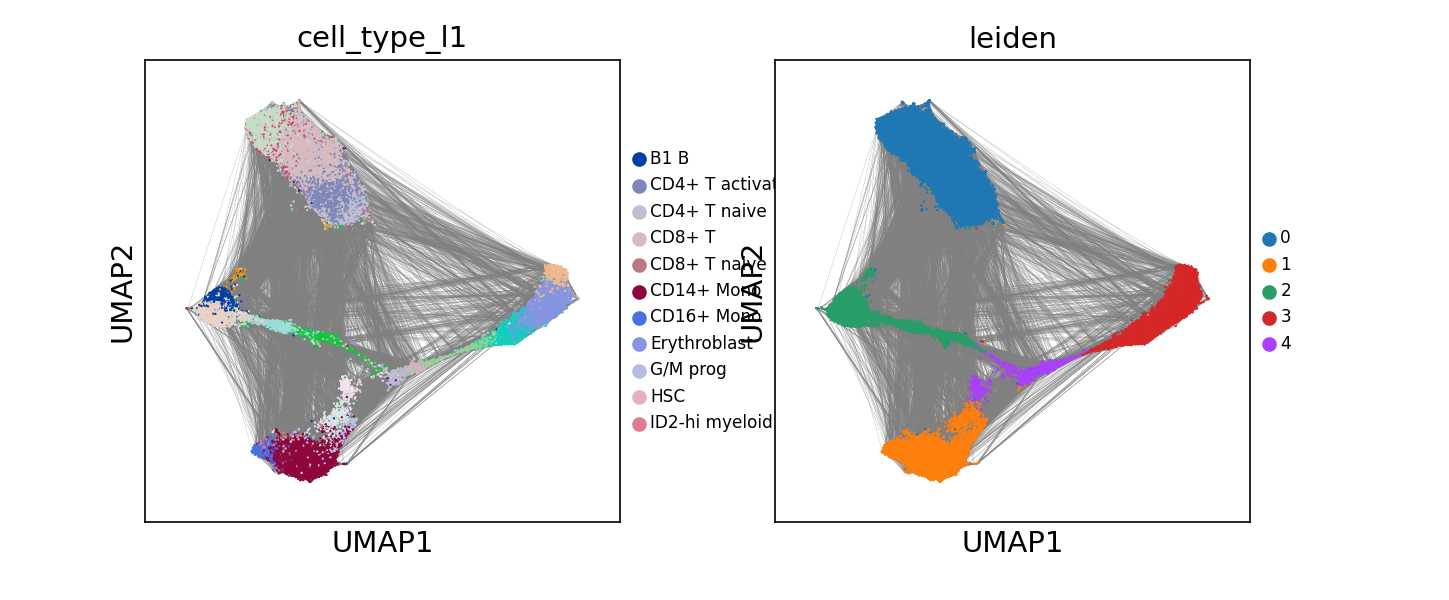 cell_type_l1
leiden
UMAP2
B1 B
CD4+ T activat
CD4+ T naive
CD8+ T
CD8+ T naive
CD14+ Mono
CD16+ Mono
Erythroblast
G/M prog
HSC
ID2-hi myeloid
UMAP2
0
1
2
3
4
UMAP1
UMAP1